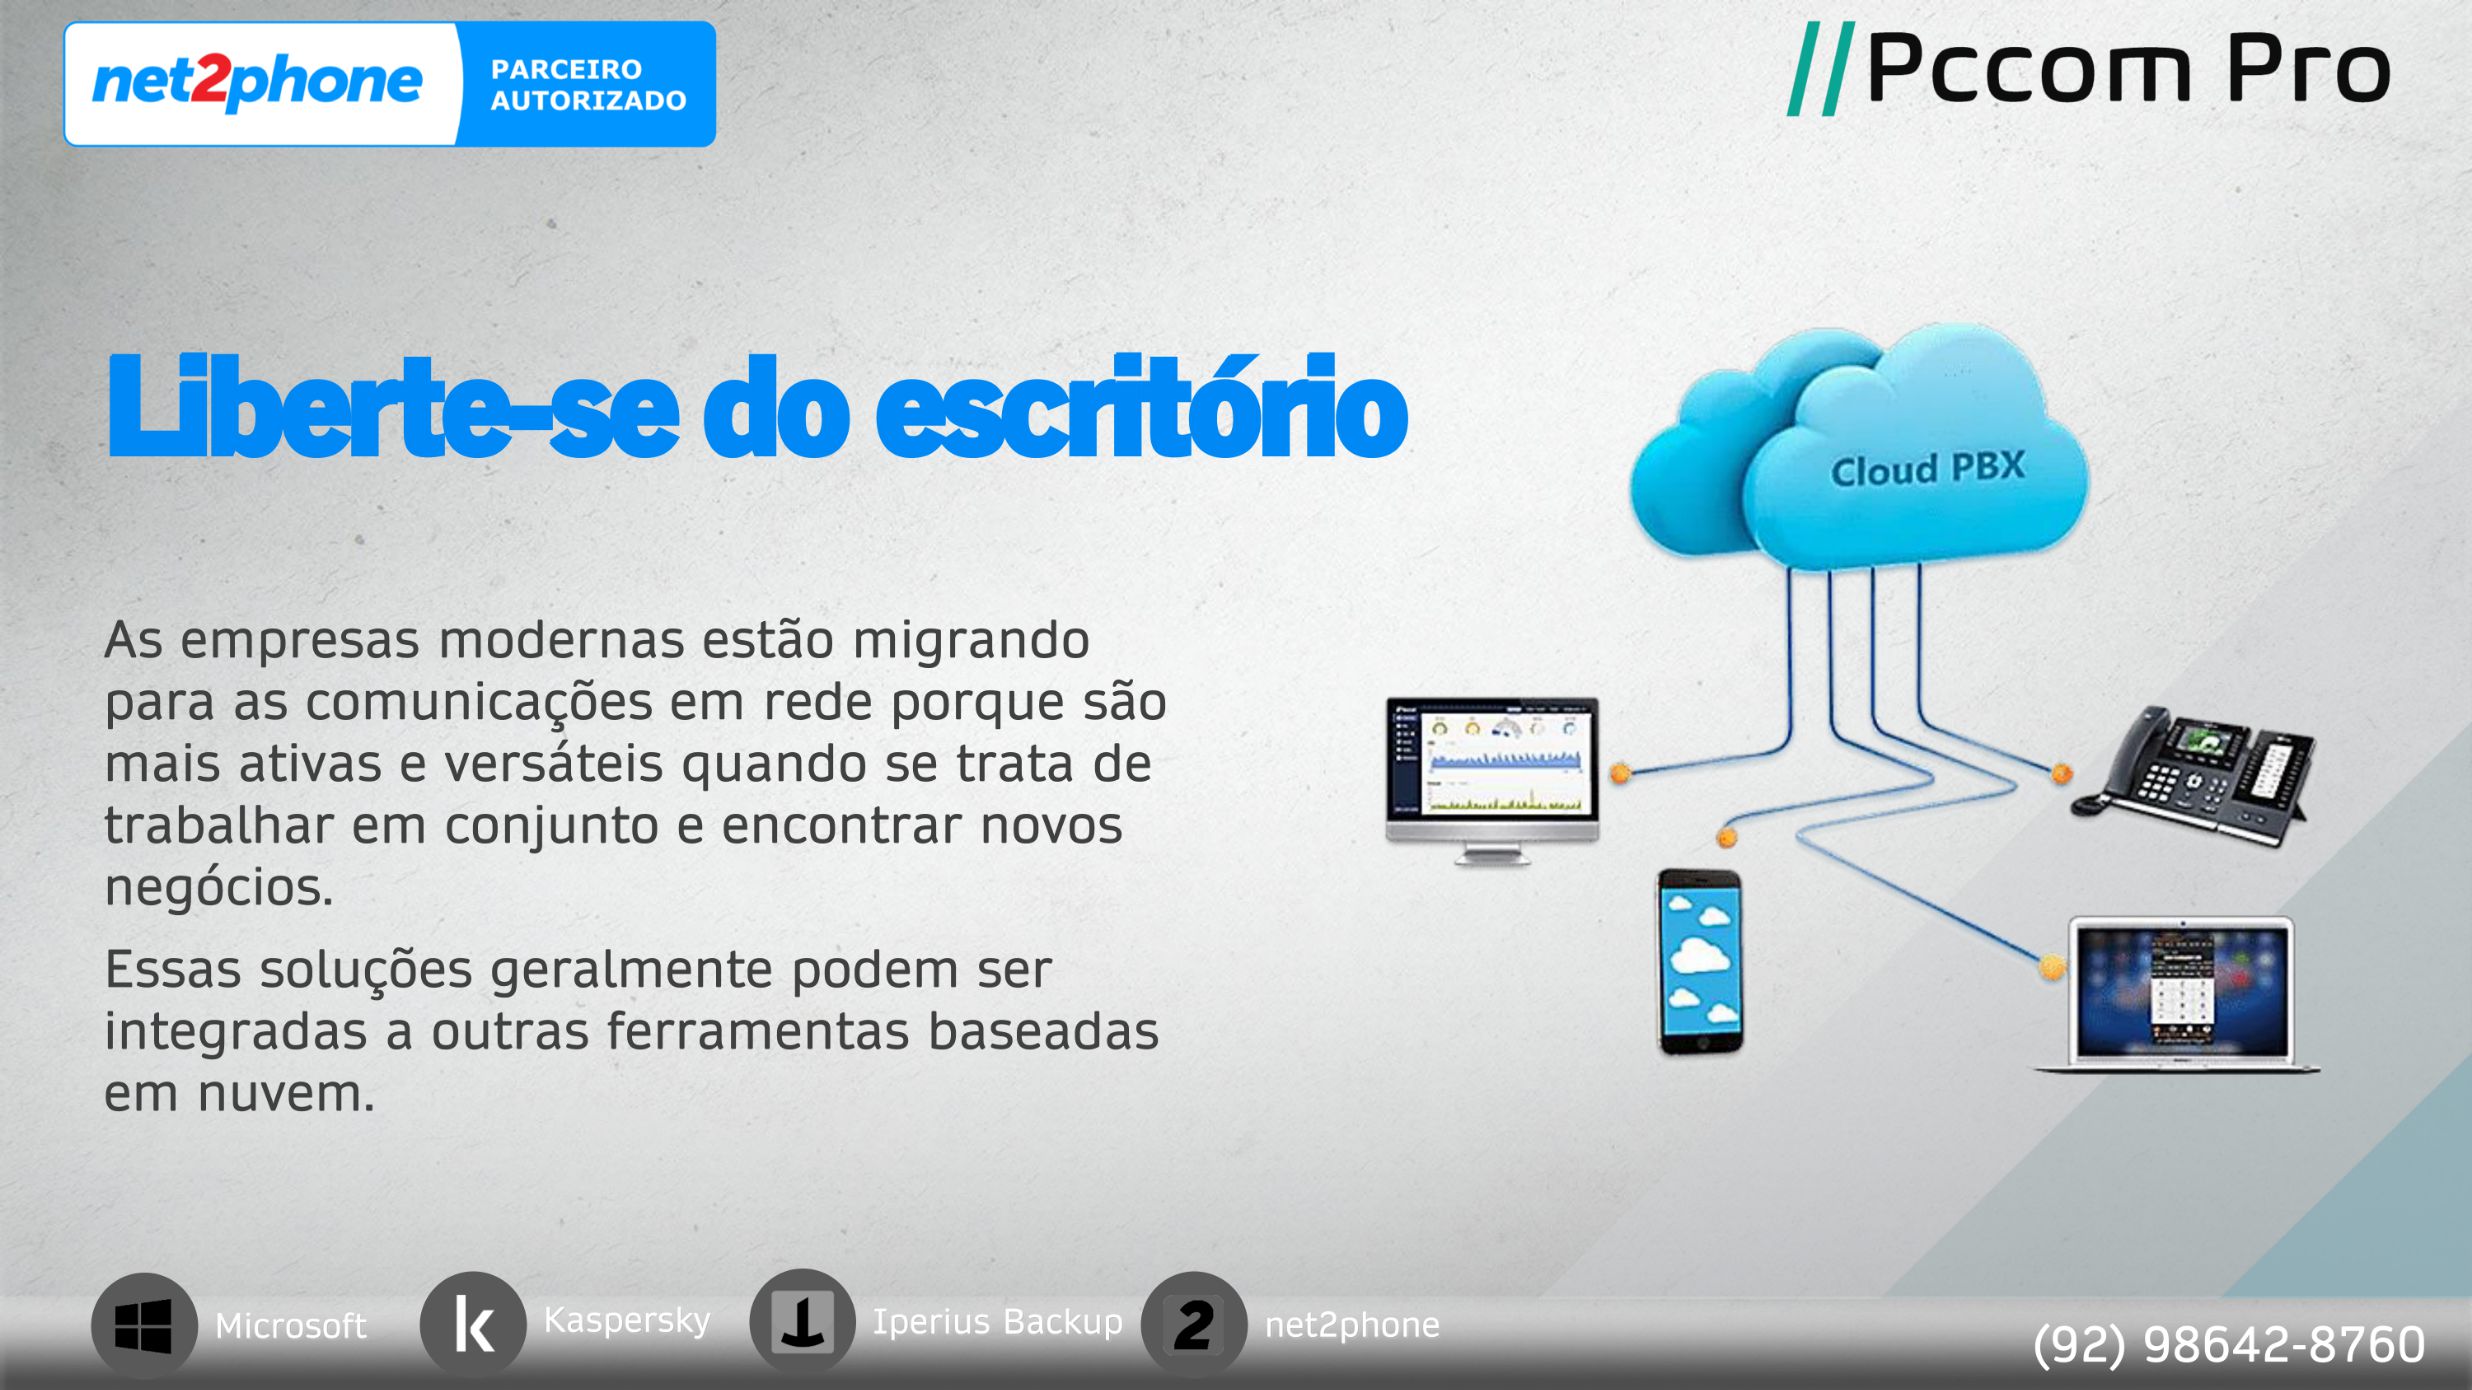 net2phone
PARCEIRO
AUTORIZADO
//Pccom Pro
Liberte-se do escritório
Cloud PBX
As empresas modernas estão migrando
para as comunicações em rede porque são
mais ativas e versáteis quando se trata de
trabalhar em conjunto e encontrar novos
negócios.
Essas soluções geralmente podem ser
integradas a outras ferramentas baseadas
em nuvem.
Microsoft
k Kaspersky
Iperius Backup
2 net2phone
(92) 98642-8760